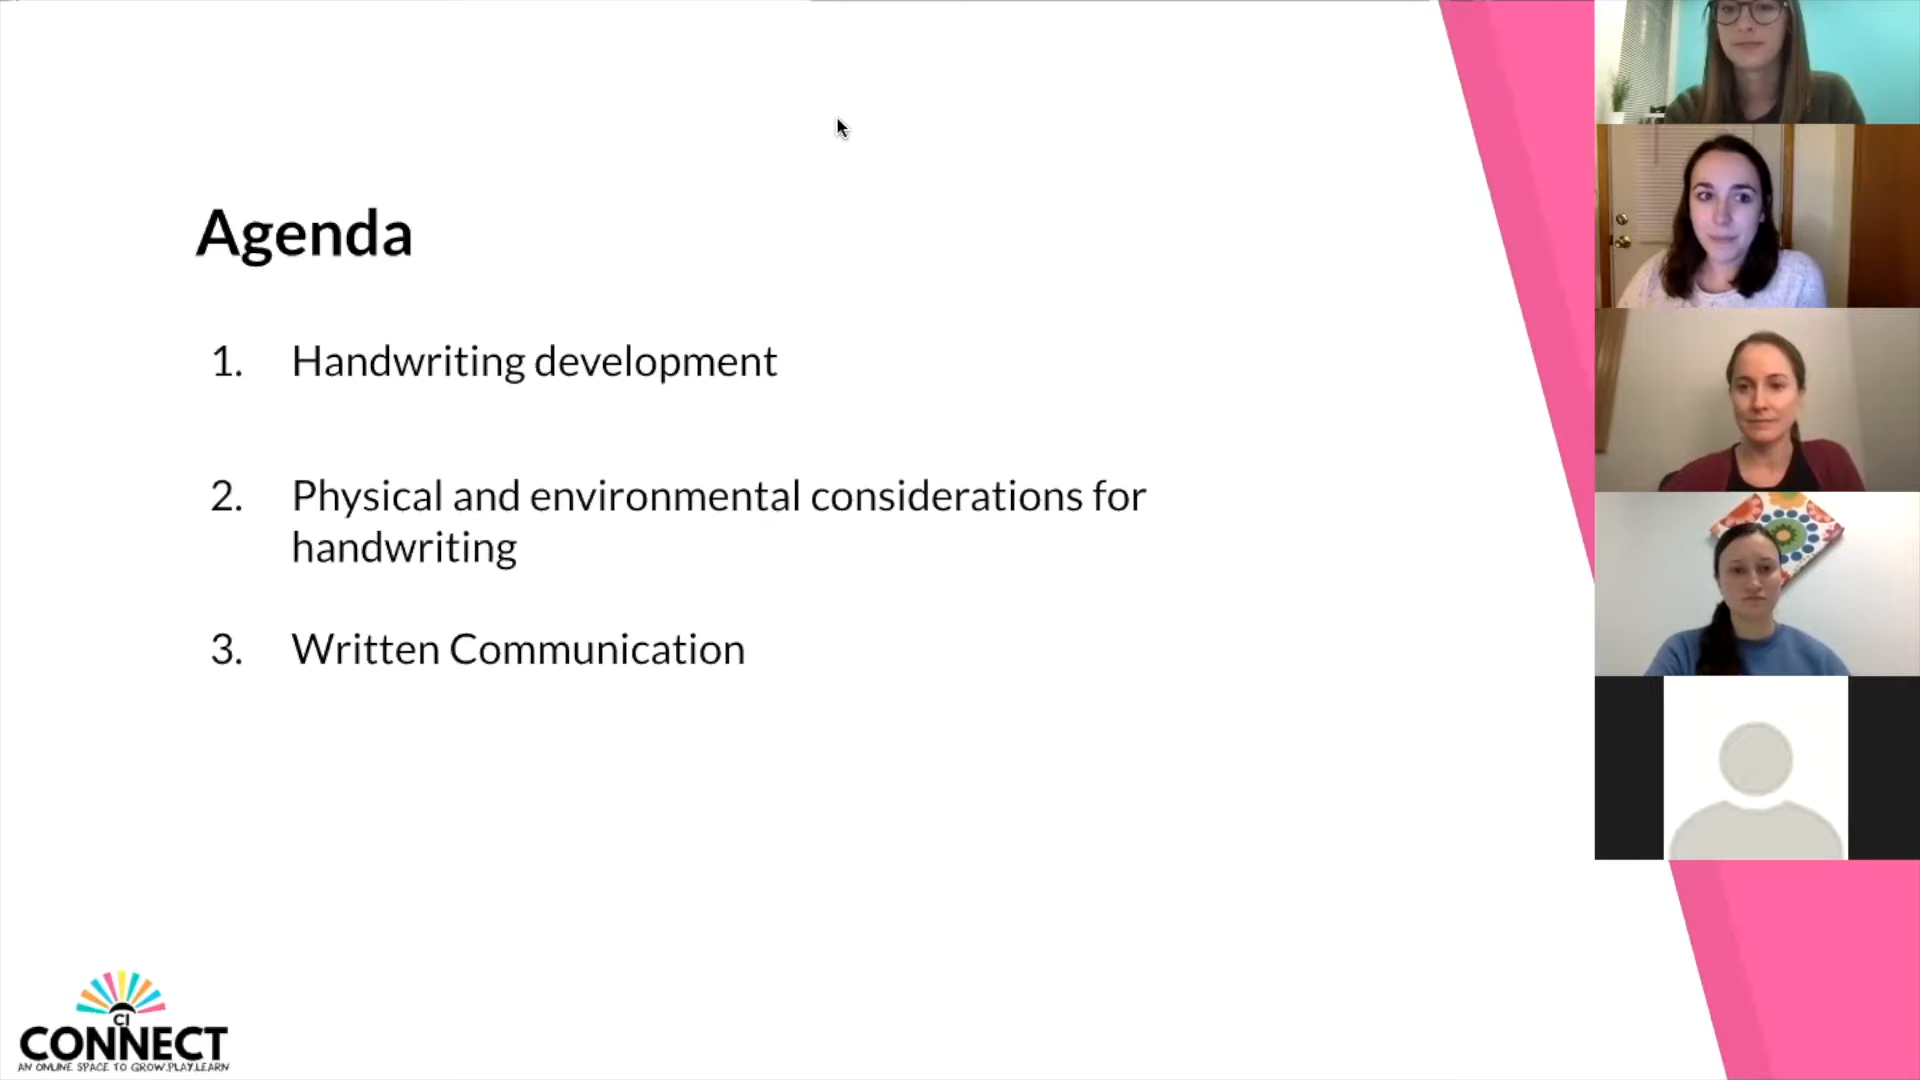 Agenda
1. Handwriting development
2. Physical and environmental considerations for
handwriting
3. Written Communication
CI
CONNECT
AN ONLINE SPACE TO GROW.PLAY.LEARN